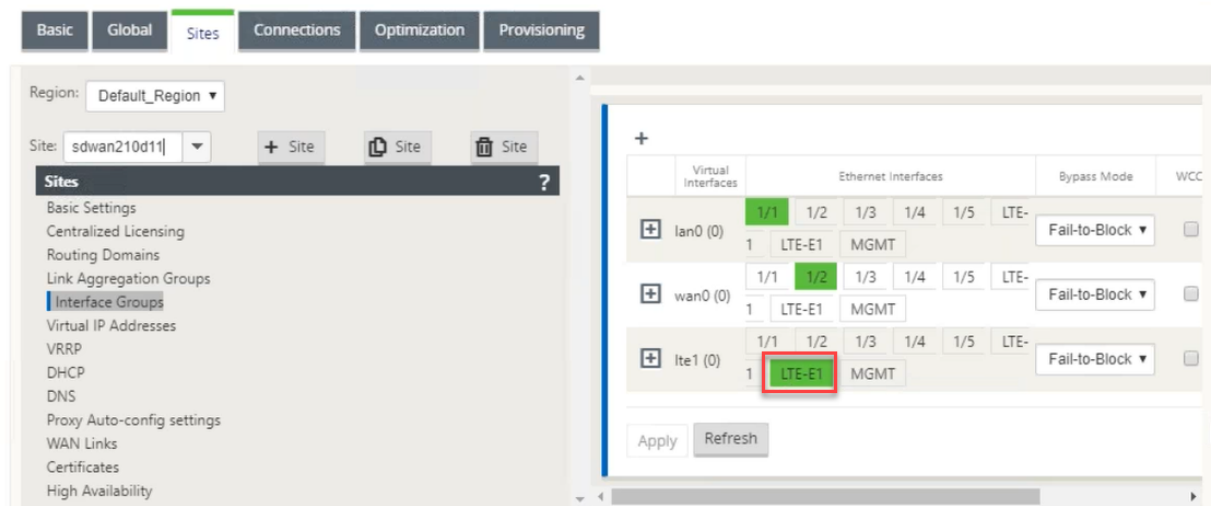 Basic Global Sites Connections Optimization Provisioning
Region: Default_Region
Site: sdwan210d11 + Site Site Site
Sites ?
Basic Settings
Centralized Licensing
Routing Domains
Link Aggregation Groups
Interface Groups
Virtual IP Addresses
VRRP
DHCP
DNS
Proxy Auto-config settings
WAN Links
Certificates
High Availability
+
Virtual Interfaces Ethernet Interfaces Bypass Mode WCC
+ lan0 (0) 1/1 1/2 1/3 1/4 1/5 LTE-
1 LTE-E1 MGMT Fail-to-Block
+ wan0 (0) 1/1 1/2 1/3 1/4 1/5 LTE-
1 LTE-E1 MGMT Fail-to-Block
+ lte1 (0) 1/1 1/2 1/3 1/4 1/5 LTE-
1 LTE-E1 MGMT Fail-to-Block
Apply Refresh